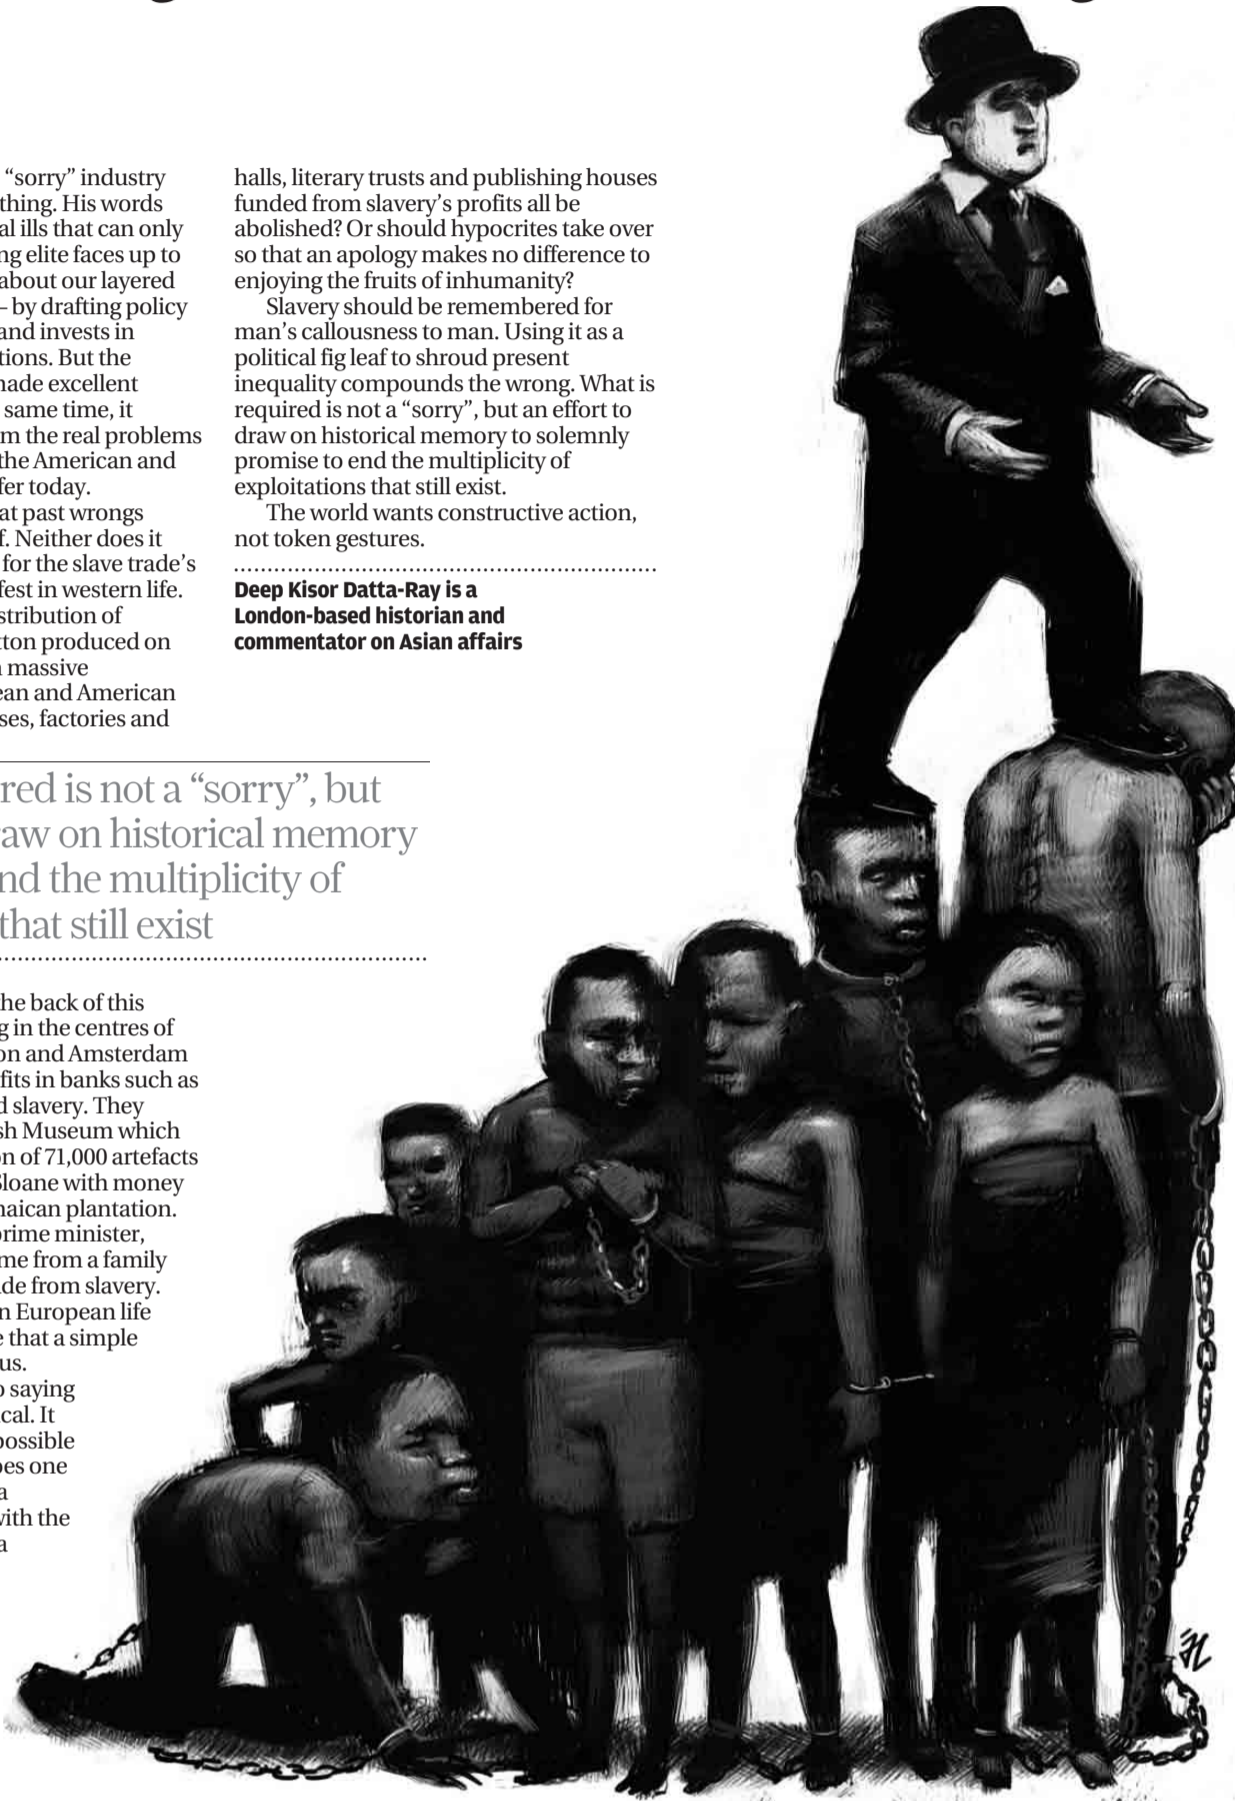 “sorry” industry
thing. His words
al ills that can only
ng elite faces up to
about our layered
– by drafting policy
and invests in
tions. But the
nade excellent
same time, it
m the real problems
the American and
fer today.
at past wrongs
f. Neither does it
for the slave trade’s
fest in western life.
stribution of
tton produced on
massive
ean and American
ses, factories and
red is not a “sorry”, but
raw on historical memory
nd the multiplicity of
that still exist
he back of this
g in the centres of
on and Amsterdam
fits in banks such as
d slavery. They
sh Museum which
on of 71,000 artefacts
Sloane with money
naican plantation.
prime minister,
me from a family
de from slavery.
n European life
e that a simple
us.
o saying
cal. It
possible
oes one
a
with the
a
halls, literary trusts and publishing houses
funded from slavery’s profits all be
abolished? Or should hypocrites take over
so that an apology makes no difference to
enjoying the fruits of inhumanity?
Slavery should be remembered for
man’s callousness to man. Using it as a
political fig leaf to shroud present
inequality compounds the wrong. What is
required is not a “sorry”, but an effort to
draw on historical memory to solemnly
promise to end the multiplicity of
exploitations that still exist.
The world wants constructive action,
not token gestures.
Deep Kisor Datta-Ray is a
London-based historian and
commentator on Asian affairs